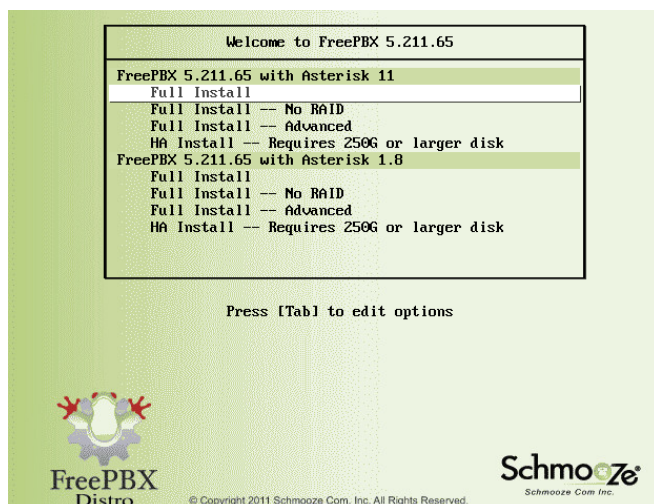 Welcome to FreePBX 5.211.65
FreePBX 5.211.65 with Asterisk 11
Full Install
Full Install -- No RAID
Full Install -- Advanced
HA Install -- Requires 250G or larger disk
FreePBX 5.211.65 with Asterisk 1.8
Full Install
Full Install -- No RAID
Full Install -- Advanced
HA Install -- Requires 250G or larger disk
Press [Tab] to edit options
FreePBX
Distro
© Copyright 2011 Schmooze Com, Inc. All Rights Reserved.
SchmooZe®
Schmooze Com Inc.